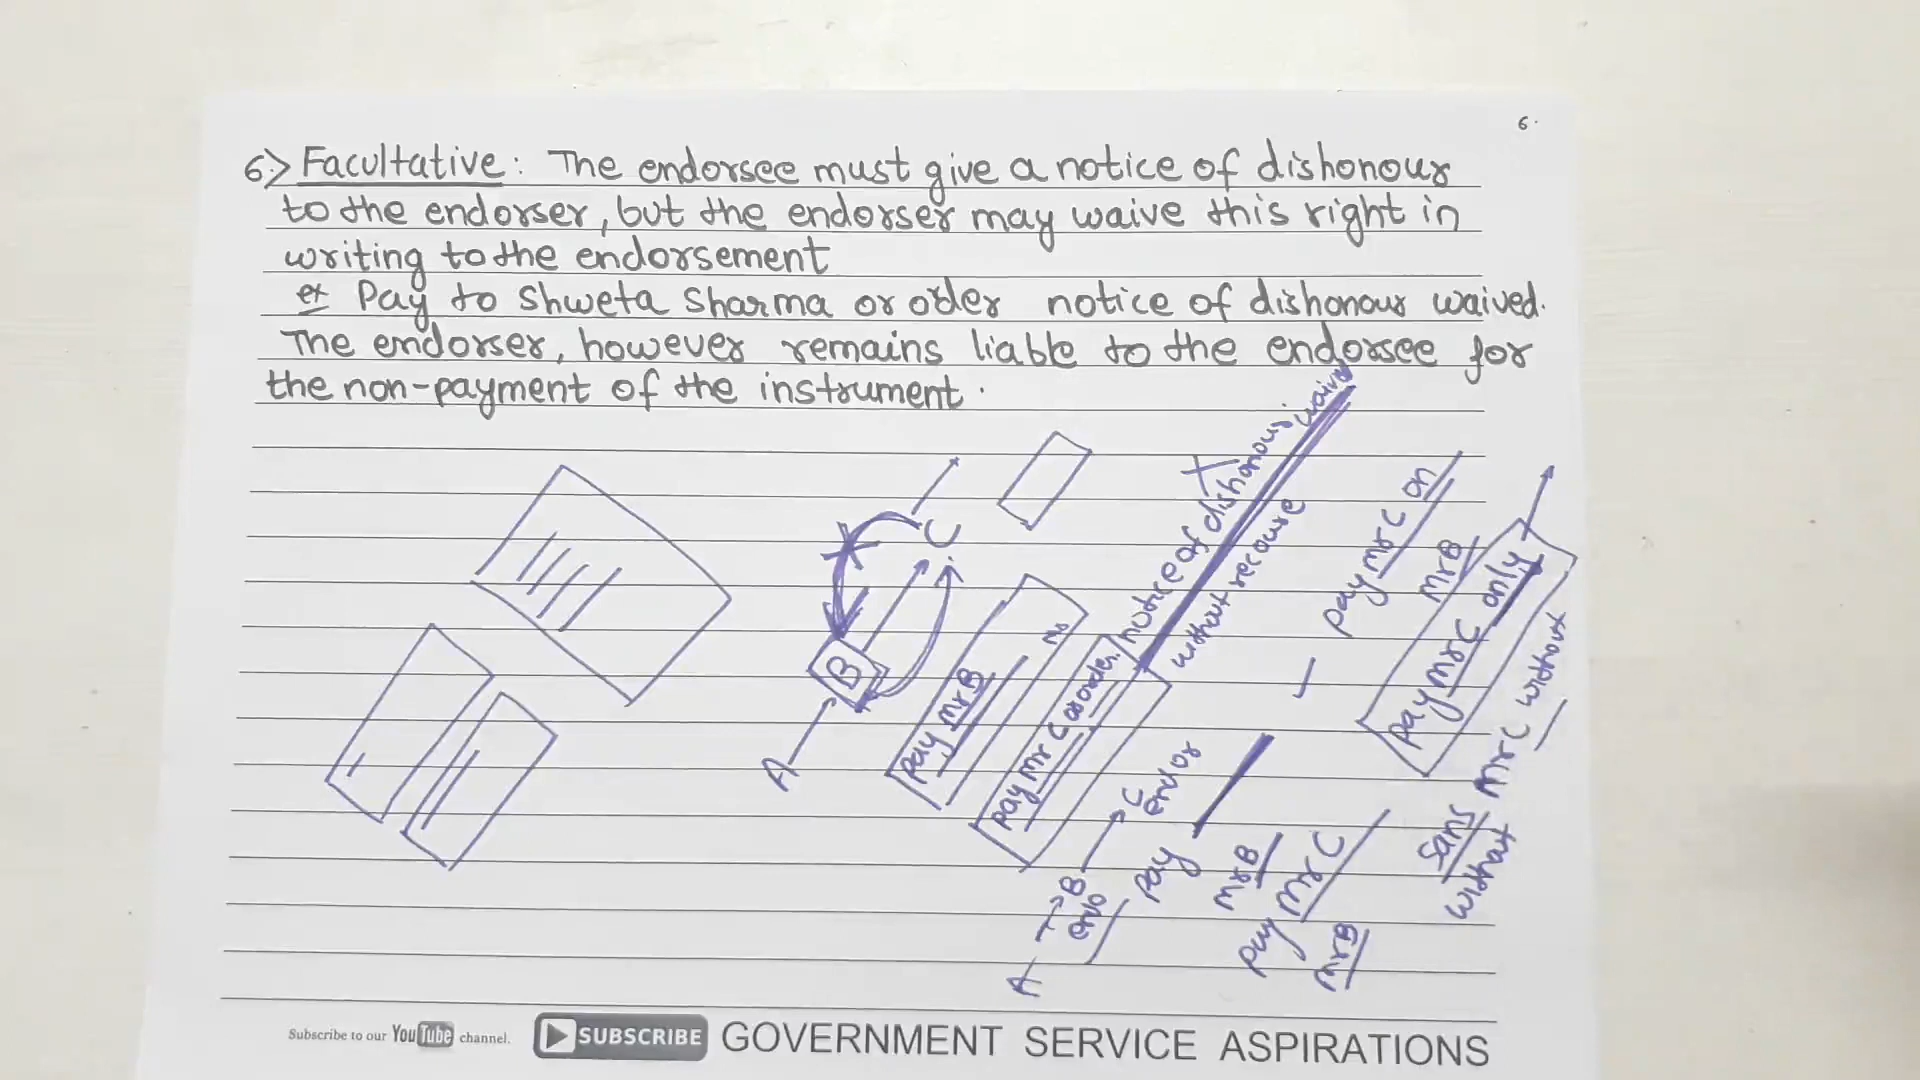 6.
6> Facultative: The endorsee must give a notice of dishonour
to the endorser, but the endorser may waive this right in
writing to the endorsement
ex Pay to Shweta Sharma or order notice of dishonour waived.
The endorser, however remains liable to the endorsee for
the non-payment of the instrument.
C
B
A
pay mr B
pay mr C or order.
notice of dishonour waive
without recourse
pay mr C on
mr B
pay mr C only
mr C without
Sans
without
A → B
endo
C
endor
pay
mr B
pay mr C
mr B
Subscribe to our YouTube channel.
SUBSCRIBE
GOVERNMENT SERVICE ASPIRATIONS